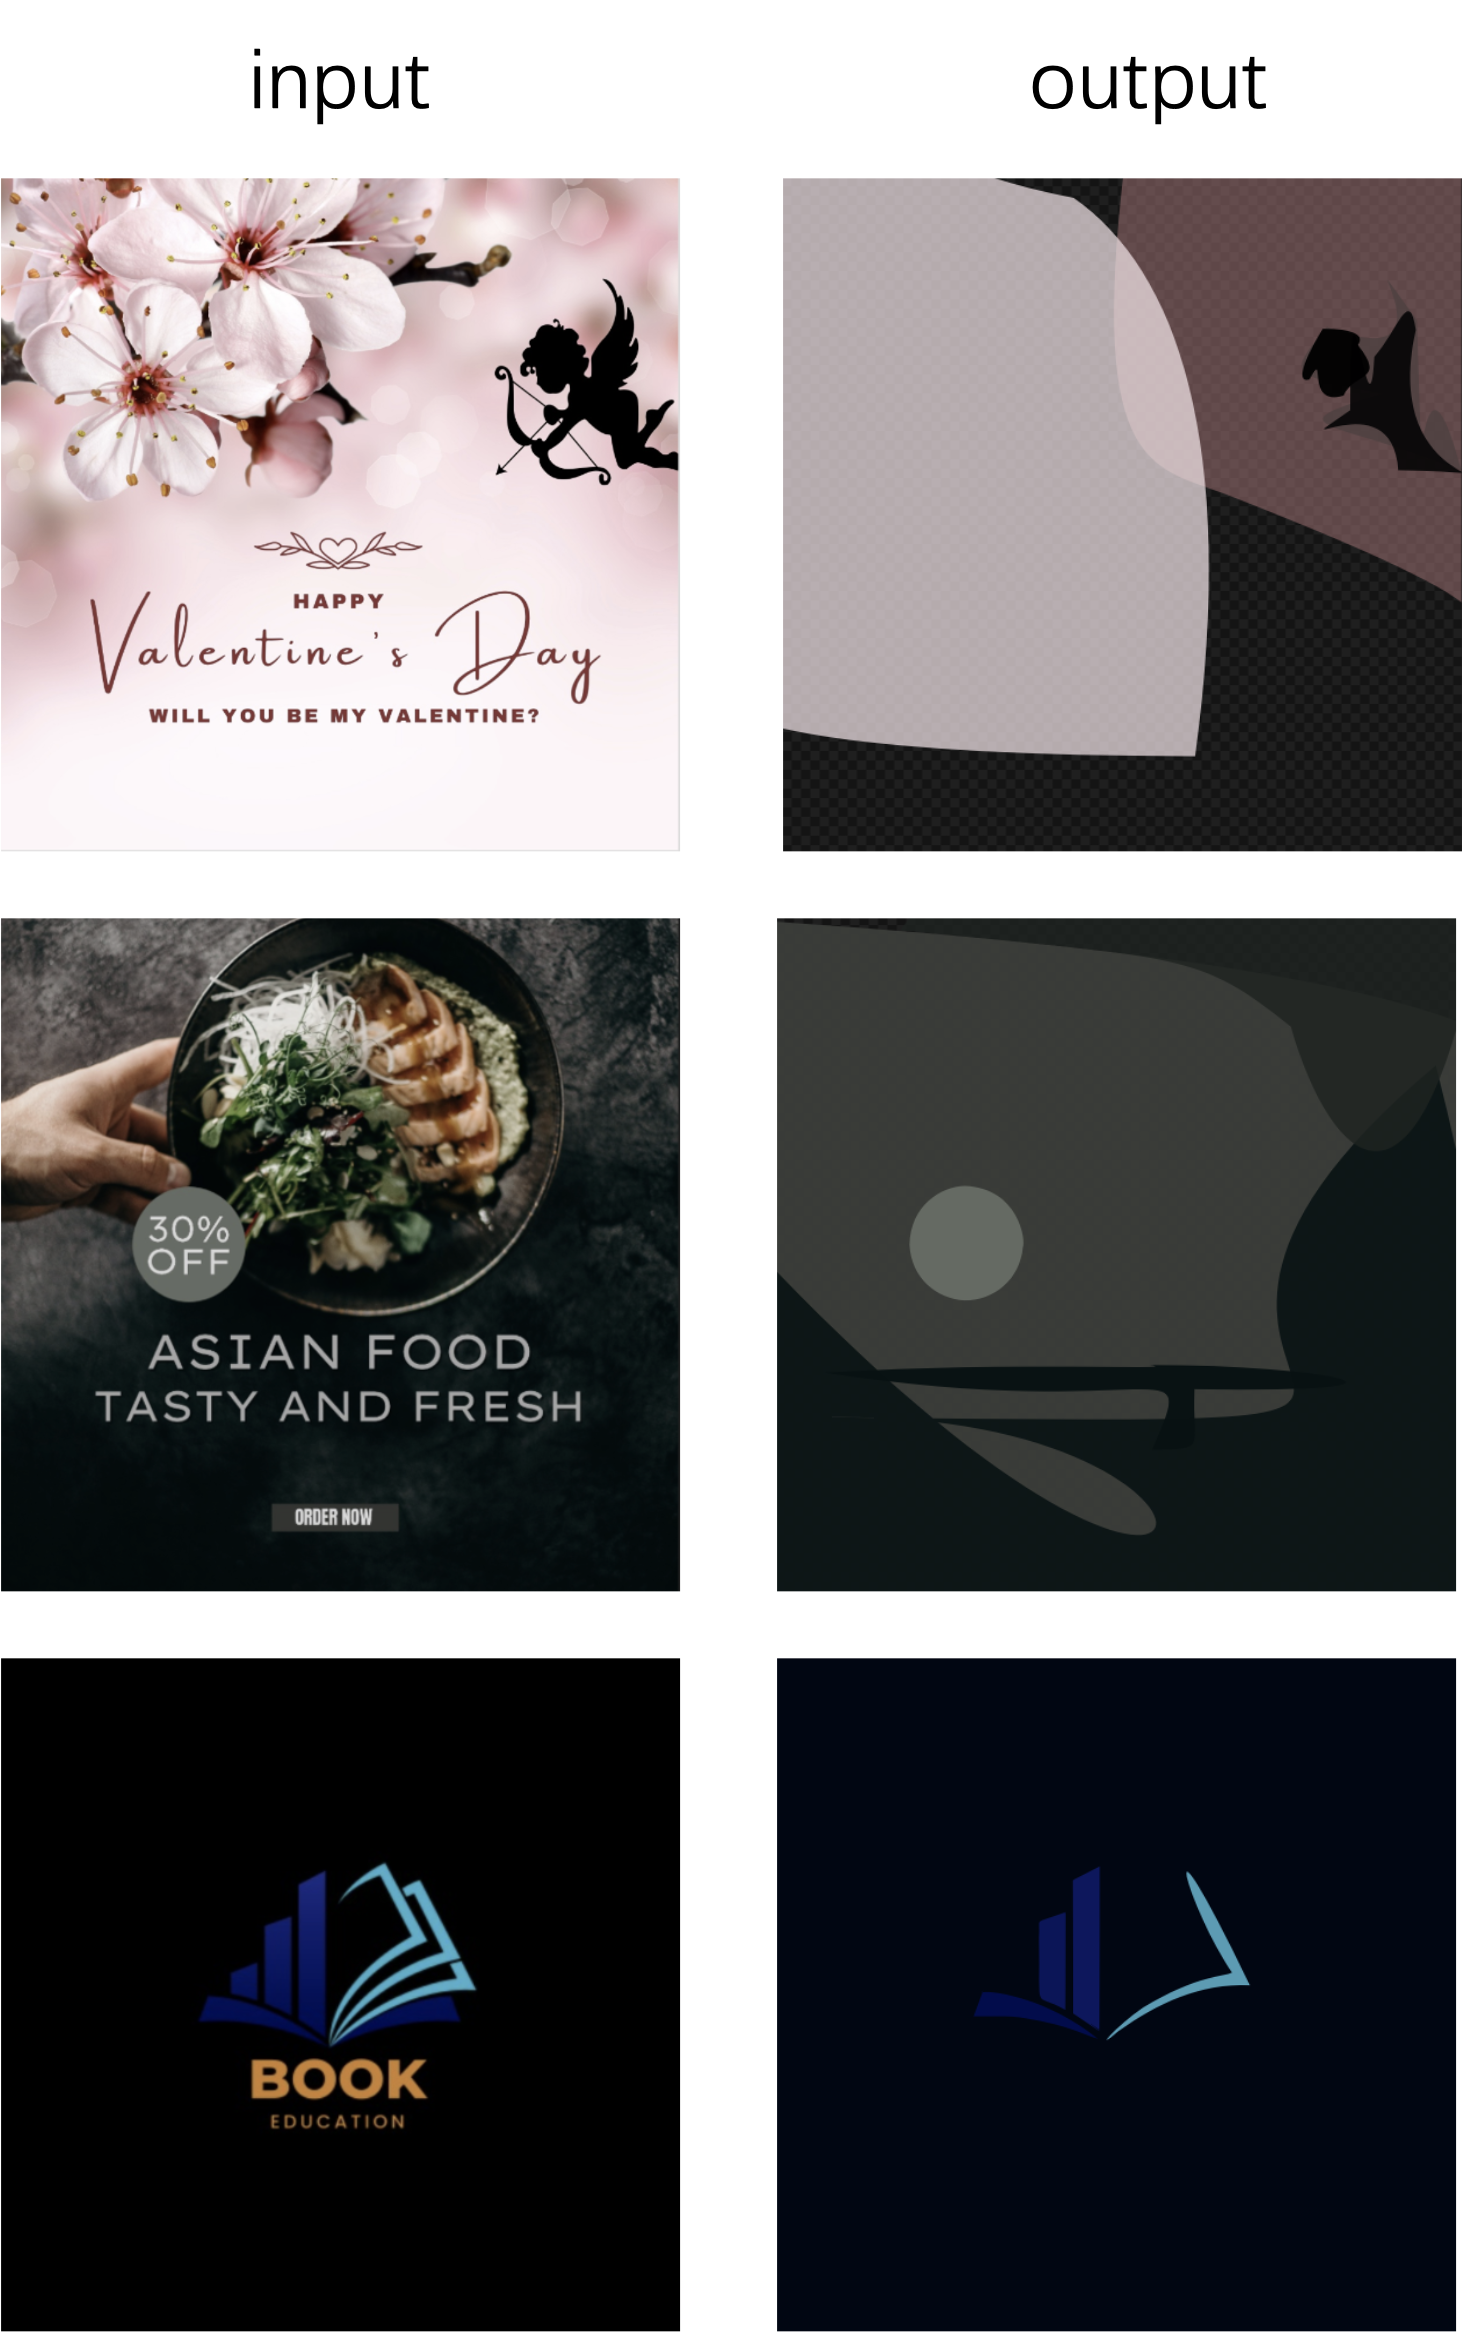 input
output
HAPPY
Valentine's Day
WILL YOU BE MY VALENTINE?
30%
OFF
ASIAN FOOD
TASTY AND FRESH
ORDER NOW
BOOK
EDUCATION